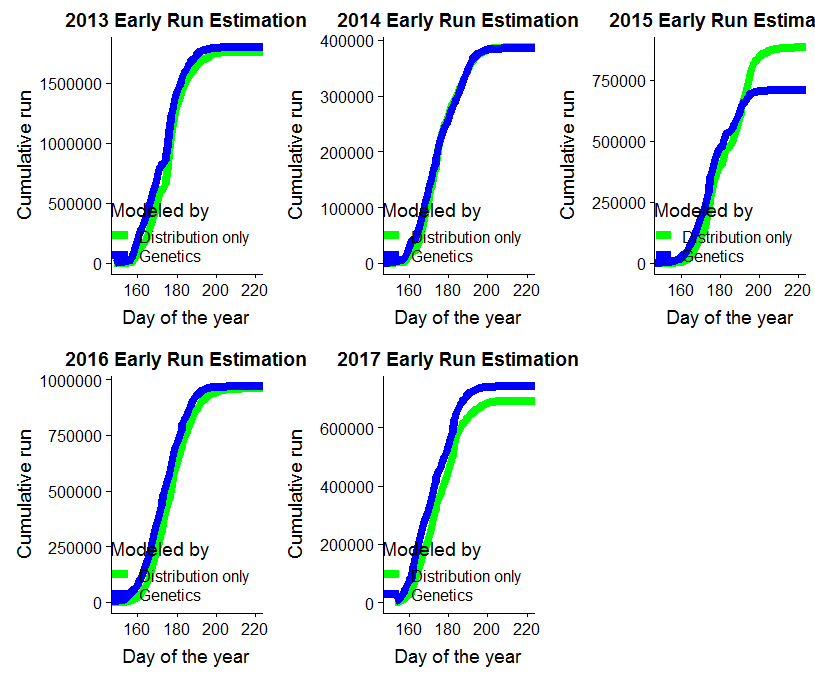 2013 Early Run Estimation
Cumulative run
1500000
1000000
500000
0
Modeled by
Distribution only
Genetics
160 180 200 220
Day of the year
2014 Early Run Estimation
Cumulative run
400000
300000
200000
100000
0
Modeled by
Distribution only
Genetics
160 180 200 220
Day of the year
2015 Early Run Estima
Cumulative run
750000
500000
250000
0
Modeled by
Distribution only
Genetics
160 180 200 220
Day of the year
2016 Early Run Estimation
Cumulative run
1000000
750000
500000
250000
0
Modeled by
Distribution only
Genetics
160 180 200 220
Day of the year
2017 Early Run Estimation
Cumulative run
600000
400000
200000
0
Modeled by
Distribution only
Genetics
160 180 200 220
Day of the year